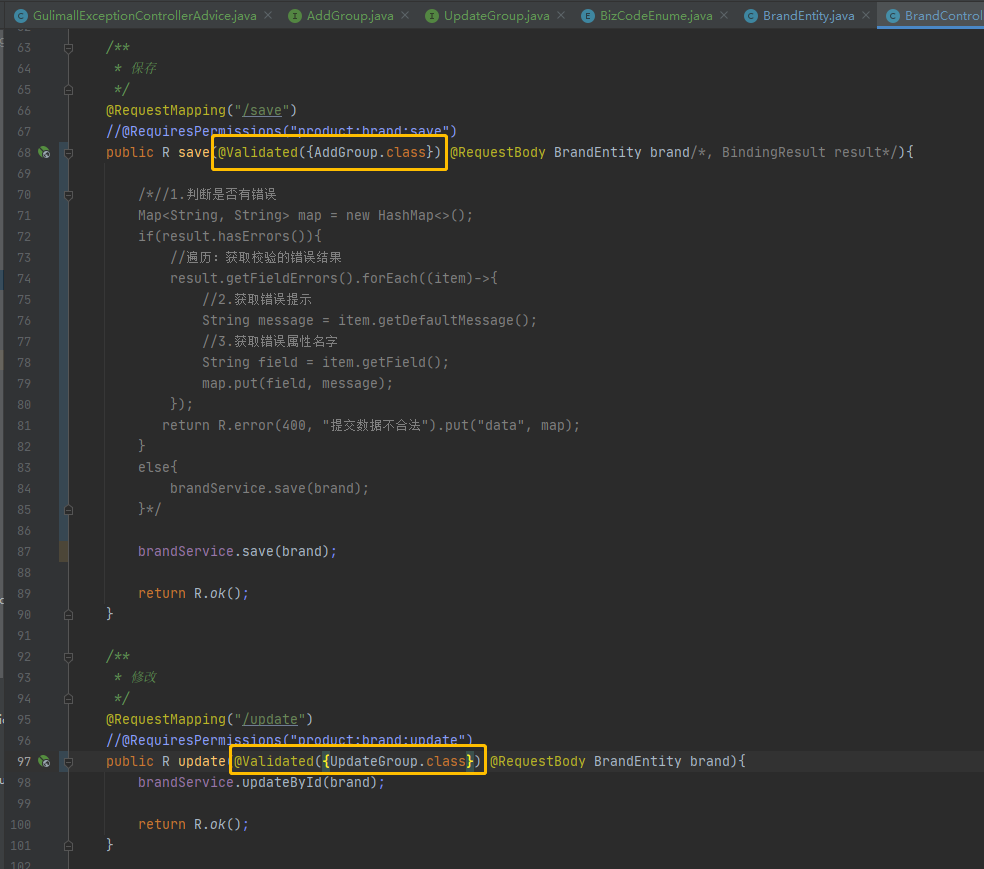 GulimallExceptionControllerAdvice.java AddGroup.java UpdateGroup.java BizCodeEnume.java BrandEntity.java BrandControl
63 /**
64 * 保存
65 */
66 @RequestMapping("/save")
67 //@RequiresPermissions("product:brand:save")
68 public R save(@Validated({AddGroup.class}) @RequestBody BrandEntity brand/*, BindingResult result*/){
69
70 /*//1.判断是否有错误
71 Map<String, String> map = new HashMap<>();
72 if(result.hasErrors()){
73 //遍历：获取校验的错误结果
74 result.getFieldErrors().forEach((item)->{
75 //2.获取错误提示
76 String message = item.getDefaultMessage();
77 //3.获取错误属性名字
78 String field = item.getField();
79 map.put(field, message);
80 });
81 return R.error(400, "提交数据不合法").put("data", map);
82 }
83 else{
84 brandService.save(brand);
85 }*/
86
87 brandService.save(brand);
88
89 return R.ok();
90 }
91
92 /**
93 * 修改
94 */
95 @RequestMapping("/update")
96 //@RequiresPermissions("product:brand:update")
97 public R update(@Validated({UpdateGroup.class}) @RequestBody BrandEntity brand){
98 brandService.updateById(brand);
99
100 return R.ok();
101 }
102